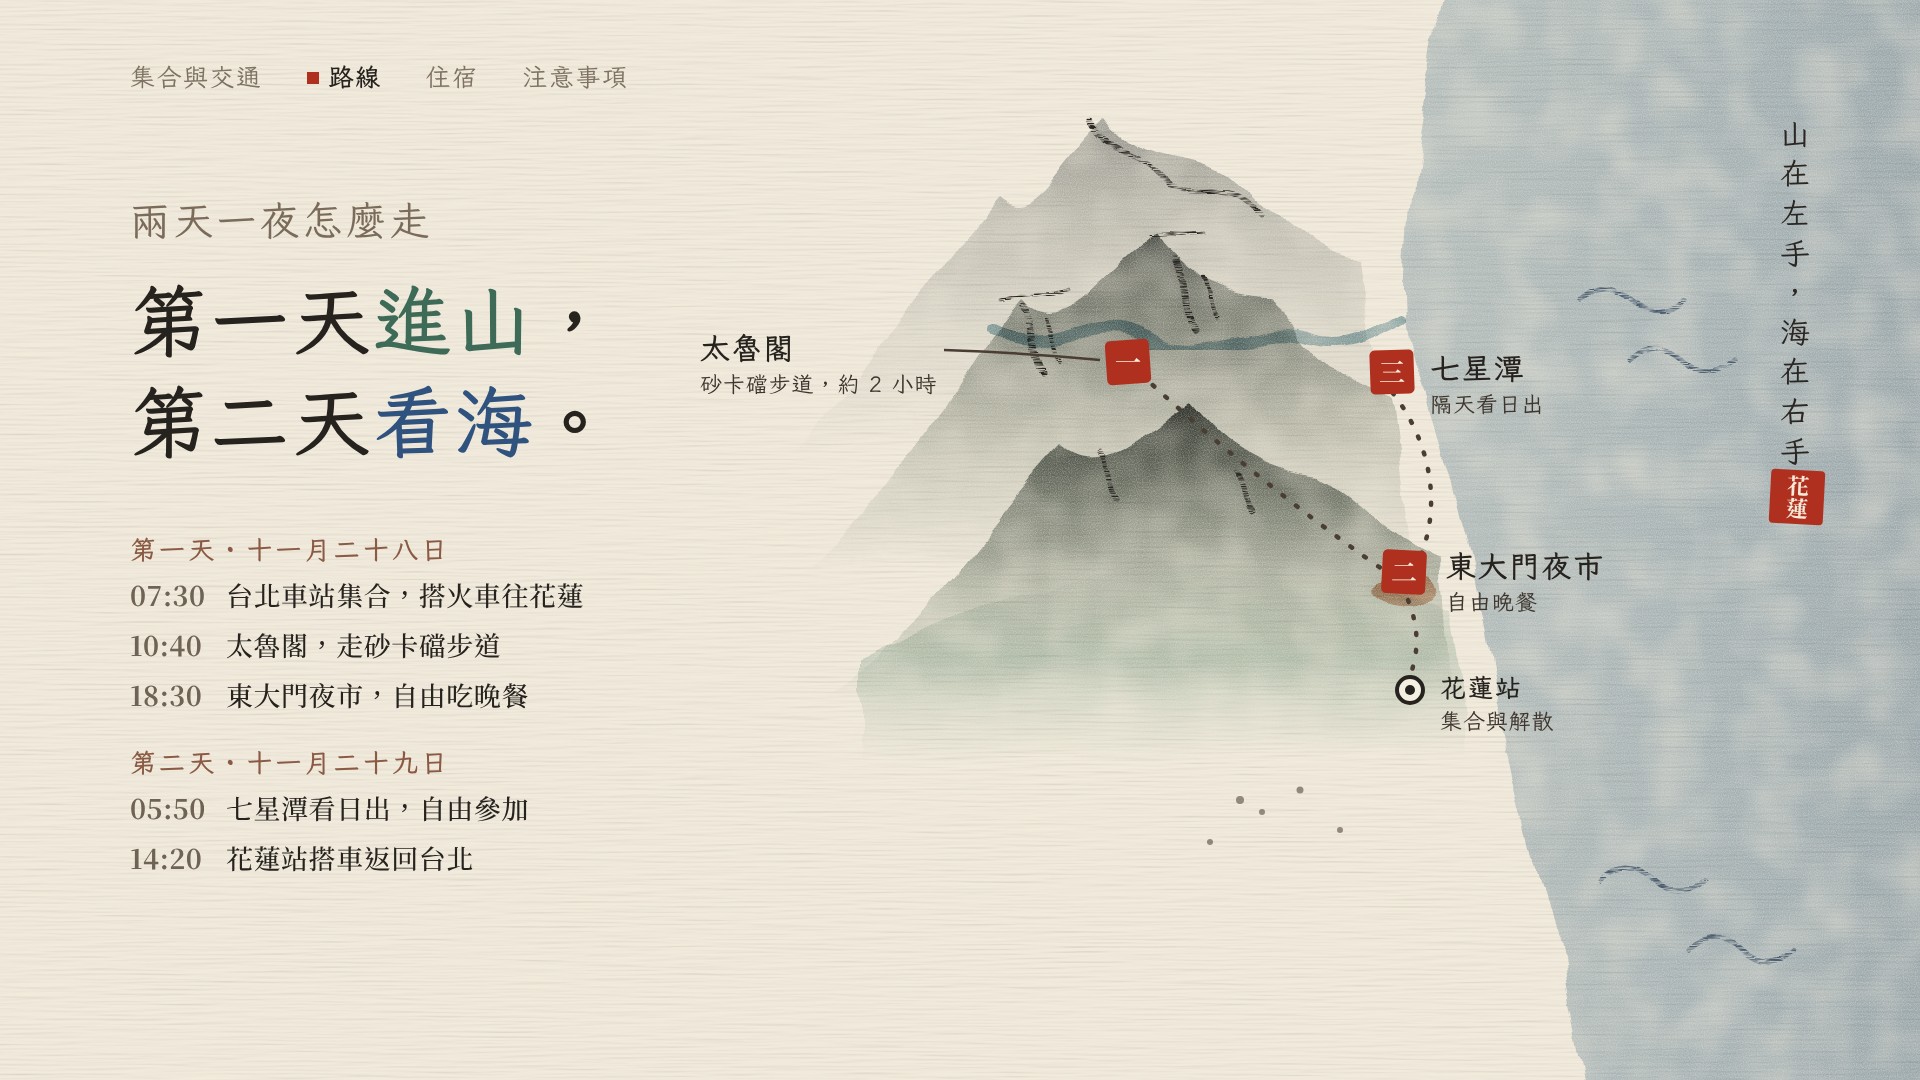 集合與交通
路線
住宿
注意事項
兩天一夜怎麼走
第一天進山，
第二天看海。
第一天・十一月二十八日
07:30 台北車站集合，搭火車往花蓮
10:40 太魯閣，走砂卡礑步道
18:30 東大門夜市，自由吃晚餐
第二天・十一月二十九日
05:50 七星潭看日出，自由參加
14:20 花蓮站搭車返回台北
太魯閣
砂卡礑步道，約 2 小時
一
三
七星潭
隔天看日出
二
東大門夜市
自由晚餐
花蓮站
集合與解散
山在左手，海在右手
花蓮